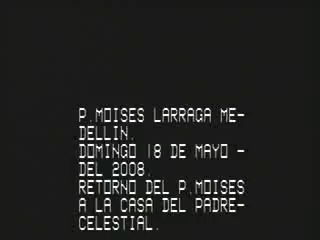 P.MOISES LARRAGA ME-
DELLIN.
DOMINGO 18 DE MAYO -
DEL 2008.
RETORNO DEL P.MOISES
A LA CASA DEL PADRE-
CELESTIAL.